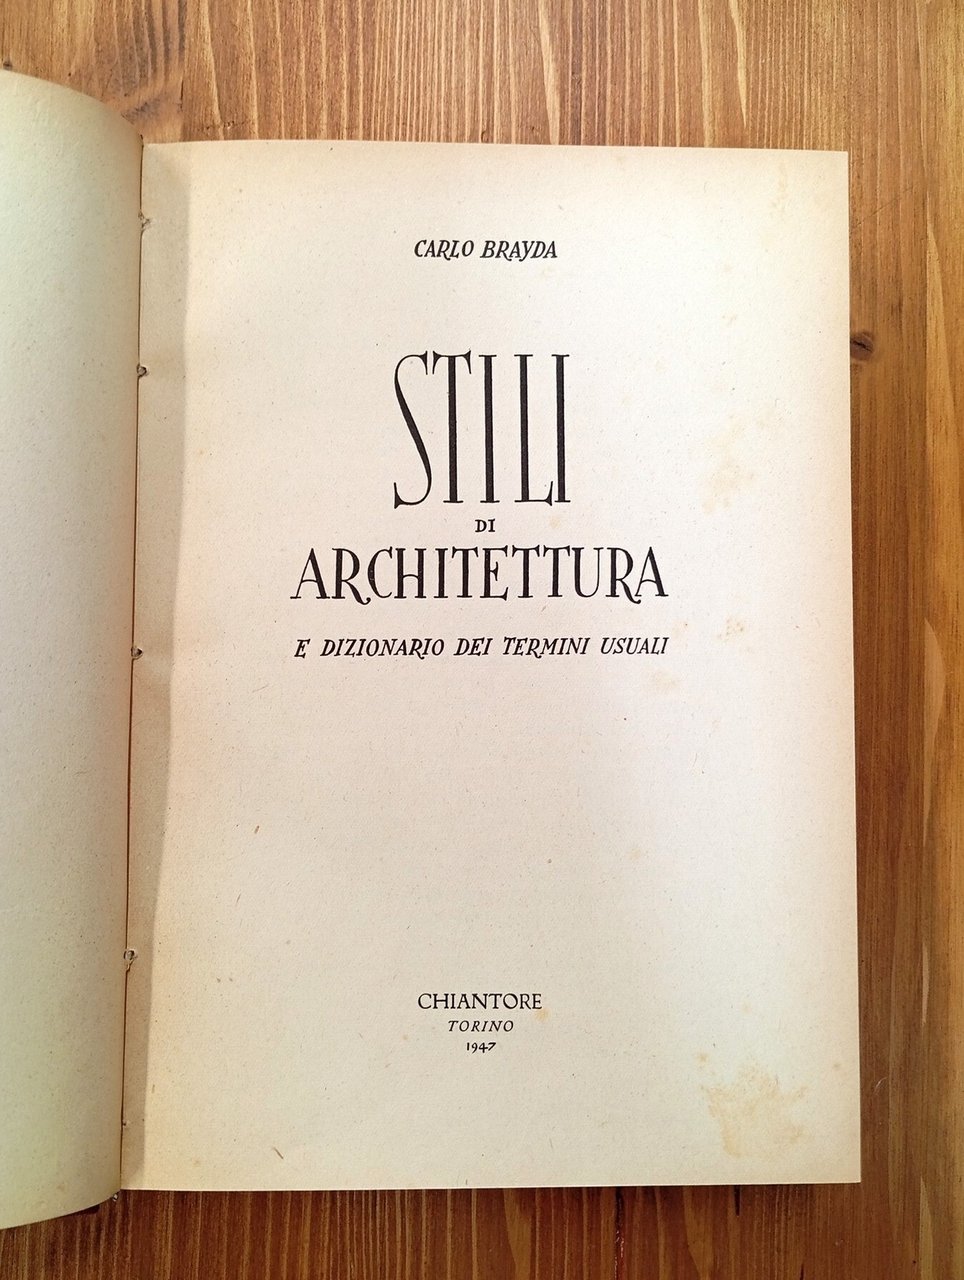 CARLO BRAYDA
STILI
DI
ARCHITETTURA
E DIZIONARIO DEI TERMINI USUALI
CHIANTORE
TORINO
1947